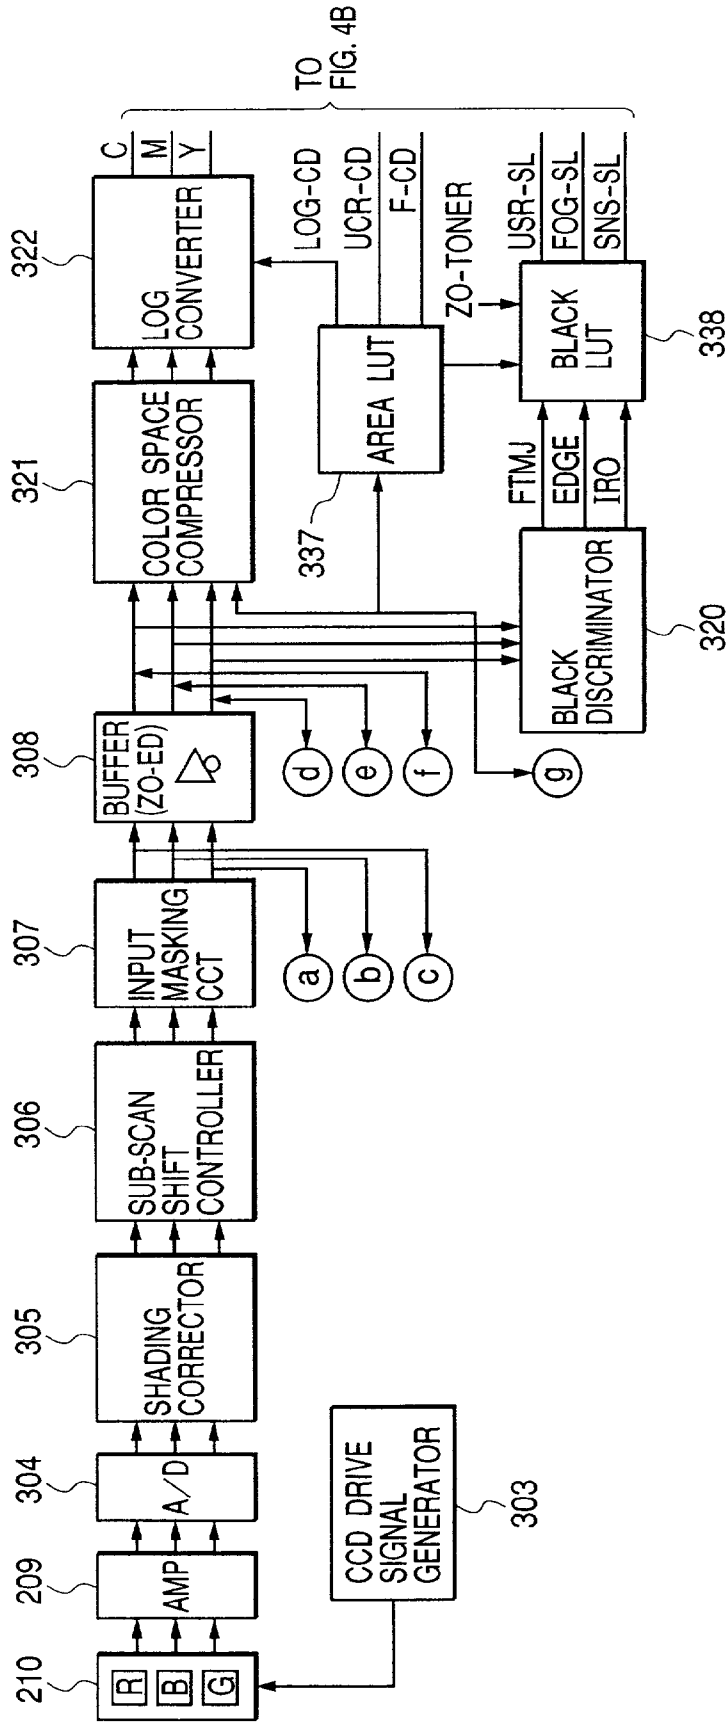 210
R
B
G
209
AMP
304
A/D
303
CCD DRIVE
SIGNAL
GENERATOR
305
SHADING
CORRECTOR
306
SUB-SCAN
SHIFT
CONTROLLER
307
INPUT
MASKING
CCT
a
b
c
308
BUFFER
(ZO-ED)
d
e
f
g
321
COLOR SPACE
COMPRESSOR
322
LOG
CONVERTER
C
M
Y
337
AREA LUT
LOG-CD
UCR-CD
F-CD
320
BLACK
DISCRIMINATOR
FTMJ
EDGE
IRO
338
BLACK
LUT
ZO-TONER
USR-SL
FOG-SL
SNS-SL
TO
FIG. 4B